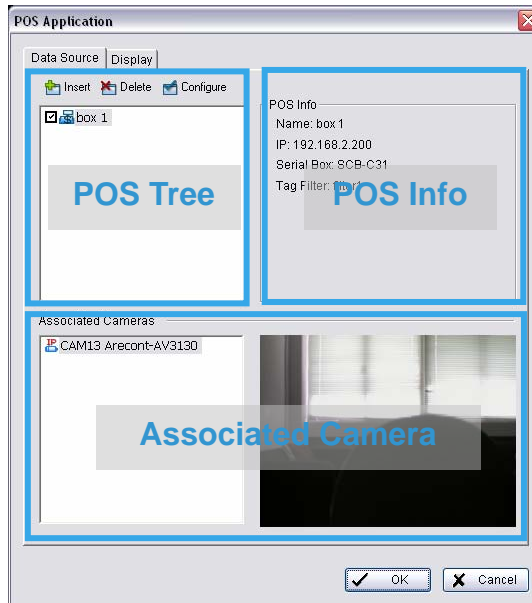 POS Application
Data Source Display
Insert Delete Configure
box 1
POS Tree
POS Info
Name: box 1
IP: 192.168.2.200
Serial Box: SCB-C31
Tag Filter: filter1
POS Info
Associated Cameras
IP CAM13 Arecont-AV3130
Associated Camera
OK Cancel